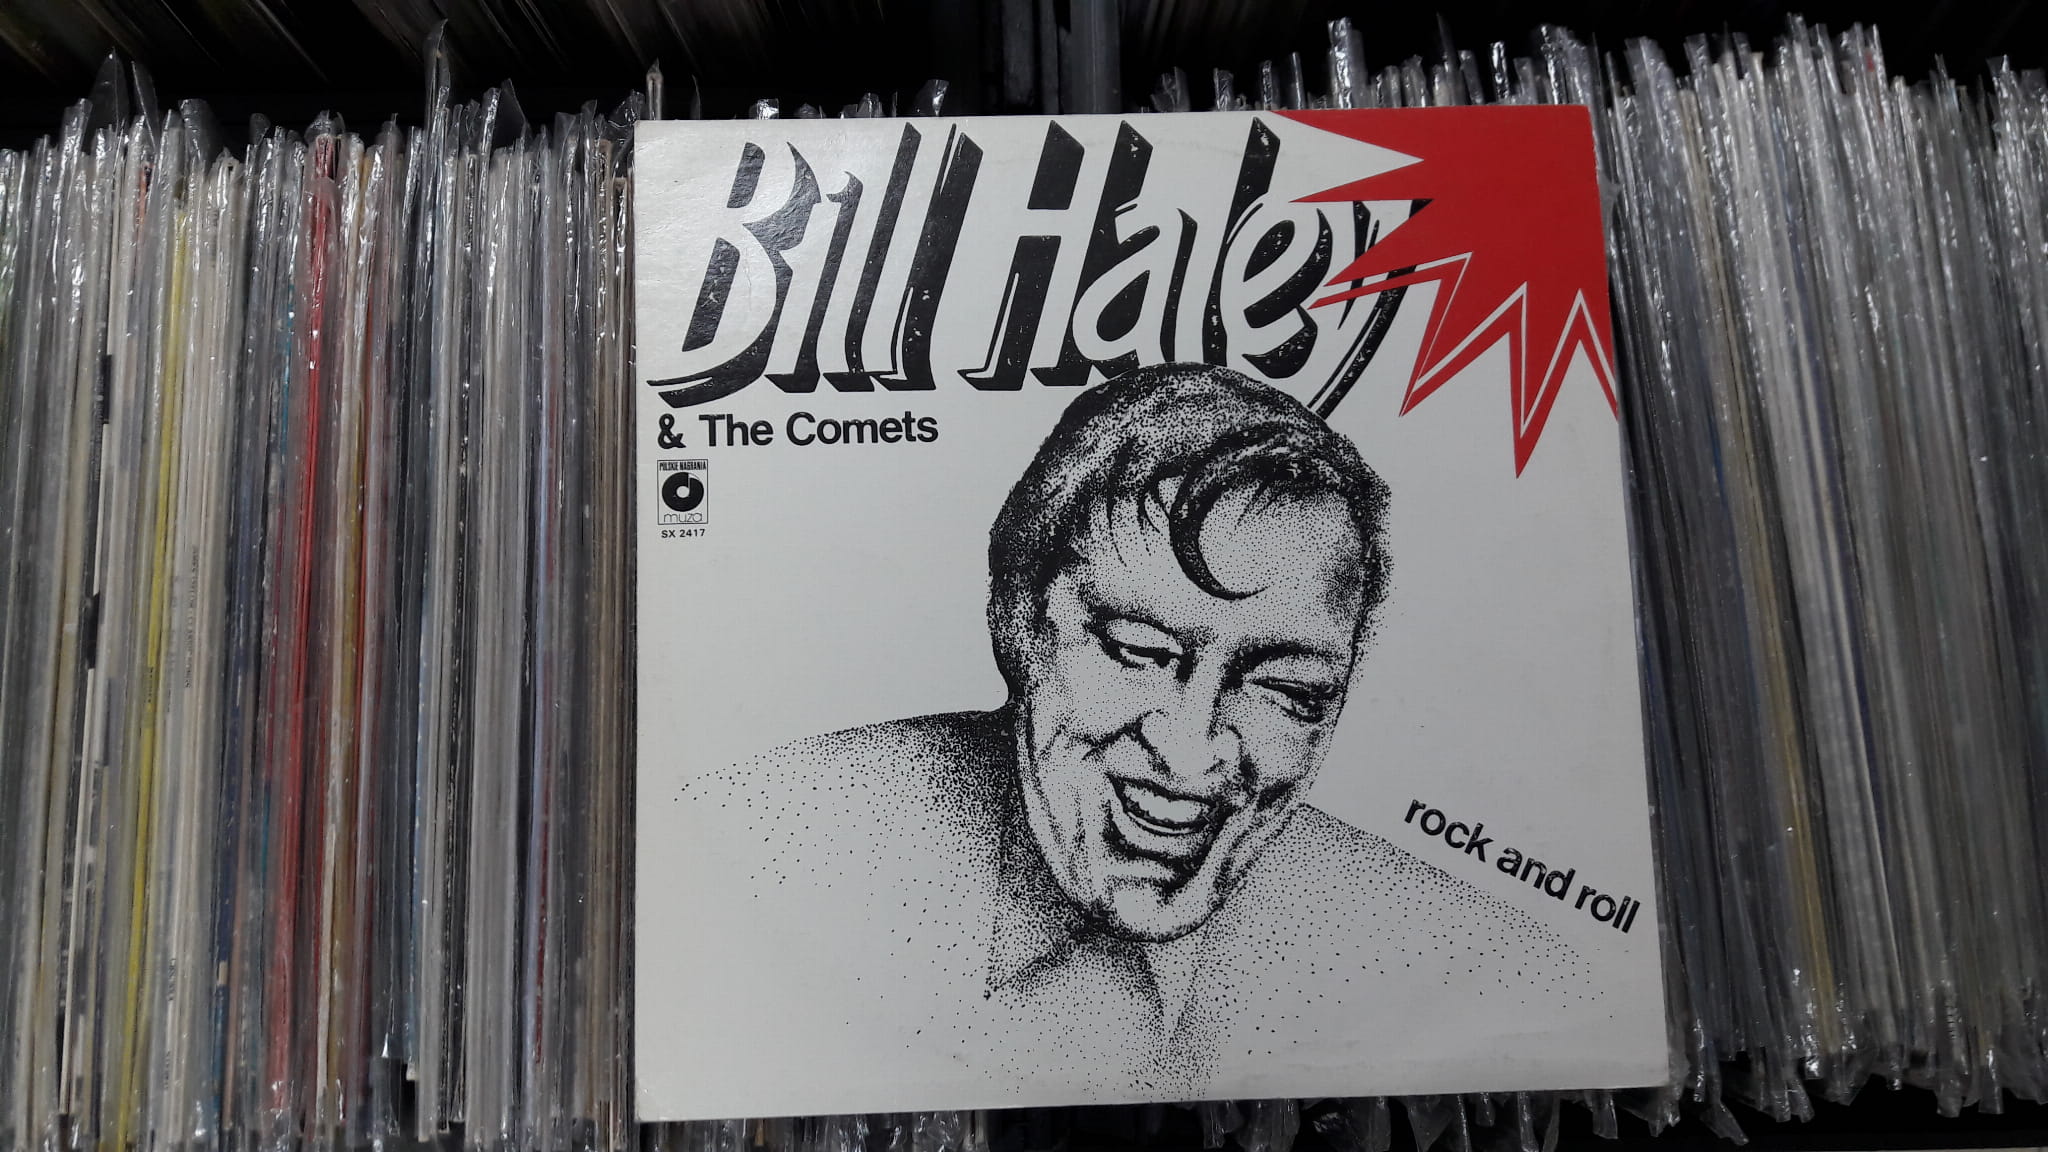 Bill Haley
& The Comets
POLSKIE NAGRANIA
muza
SX 2417
rock and roll